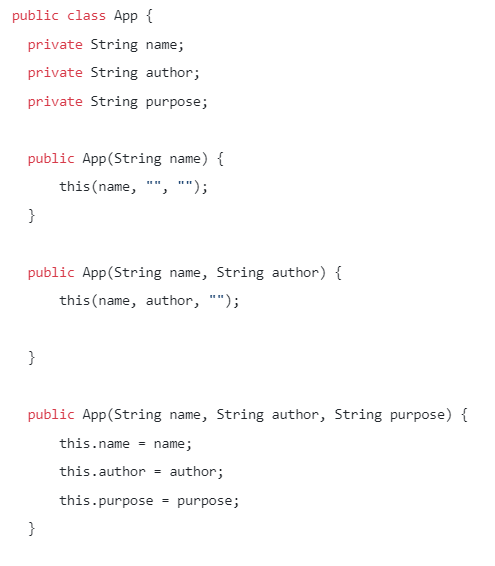 public class App {
private String name;
private String author;
private String purpose;
public App(String name) {
this(name, "", "");
}
public App(String name, String author) {
this(name, author, "");
}
public App(String name, String author, String purpose) {
this.name = name;
this.author = author;
this.purpose = purpose;
}